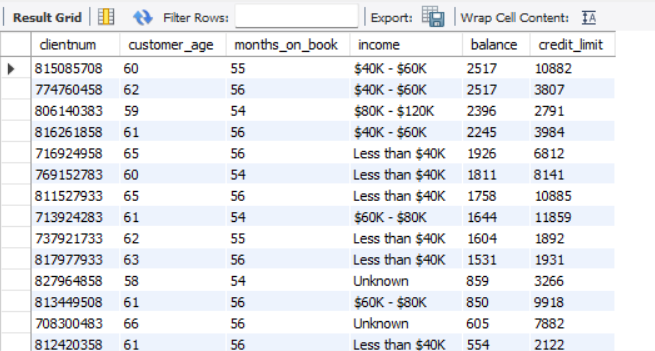 Result Grid Filter Rows: Export: Wrap Cell Content: IA
clientnum customer_age months_on_book income balance credit_limit
815085708 60 55 $40K - $60K 2517 10882
774760458 62 56 $40K - $60K 2517 3807
806140383 59 54 $80K - $120K 2396 2791
816261858 61 56 $40K - $60K 2245 3984
716924958 65 56 Less than $40K 1926 6812
769152783 60 54 Less than $40K 1811 8141
811527933 65 56 Less than $40K 1758 10885
713924283 61 54 $60K - $80K 1644 11859
737921733 62 55 Less than $40K 1604 1892
817977933 63 56 Less than $40K 1531 1931
827964858 58 54 Unknown 859 3266
813449508 61 56 $60K - $80K 850 9918
708300483 66 56 Unknown 605 7882
812420358 61 56 Less than $40K 554 2122